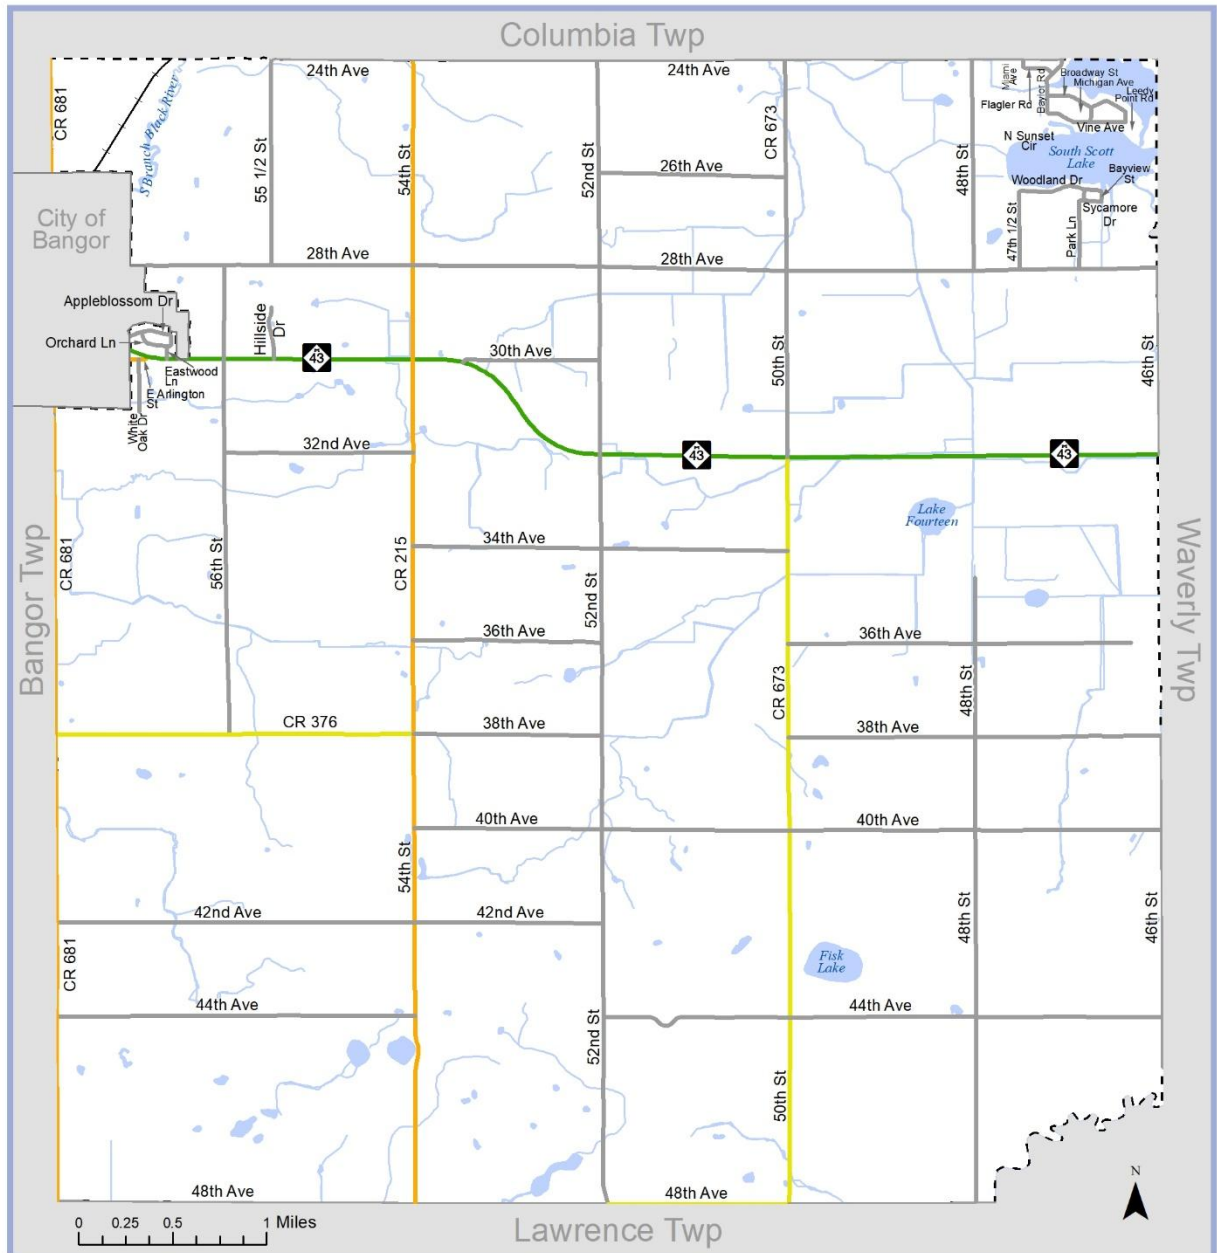 Columbia Twp
24th Ave
24th Ave
CR 681
S Branch Black River
55 1/2 St
54th St
52nd St
CR 673
48th St
Miami
Ave
Baylor Rd
Broadway St
Michigan Ave
Leedy
Point Rd
Flagler Rd
Vine Ave
N Sunset
Cir
South Scott
Lake
26th Ave
Woodland Dr
Bayview
St
Sycamore
Dr
47th 1/2 St
Park Ln
City of
Bangor
28th Ave
28th Ave
Appleblossom Dr
Orchard Ln
Hillside
Dr
43
30th Ave
50th St
46th St
Eastwood
Ln
E Arlington
St
White
Oak Dr
32nd Ave
43
43
Lake
Fourteen
Bangor Twp
Waverly Twp
CR 681
56th St
CR 215
34th Ave
52nd St
36th Ave
36th Ave
CR 673
48th St
CR 376
38th Ave
38th Ave
40th Ave
40th Ave
54th St
42nd Ave
42nd Ave
48th St
46th St
CR 681
Fisk
Lake
44th Ave
44th Ave
52nd St
50th St
48th Ave
48th Ave
N
0 0.25 0.5 1 Miles
Lawrence Twp